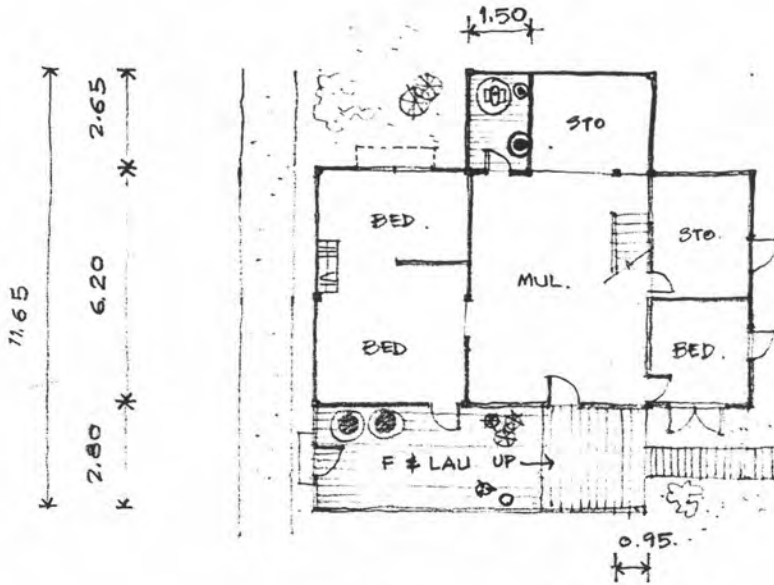 1.50
2.65
STO
BED.
STO.
6.20
MUL.
11.65
BED
BED.
2.80
F & LAU UP →
0.95.